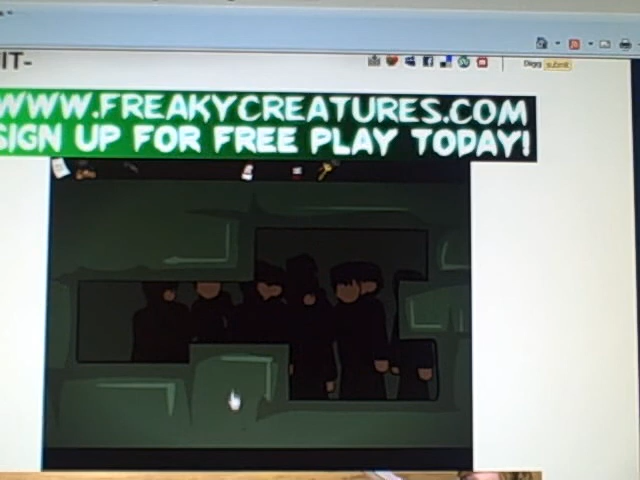 IT-
Digg submit
WWW.FREAKYCREATURES.COM
SIGN UP FOR FREE PLAY TODAY!